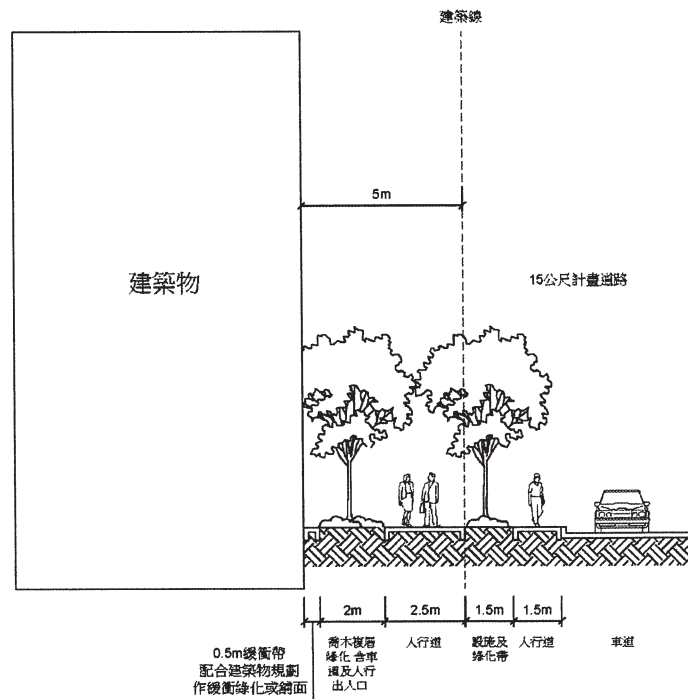 建築線
5m
建築物
15公尺計畫道路
2m
2.5m
1.5m
1.5m
0.5m緩衝帶
配合建築物規劃
作緩衝綠化或舖面
喬木複層
綠化 含車
道及人行
出入口
人行道
設施及
綠化帶
人行道
車道